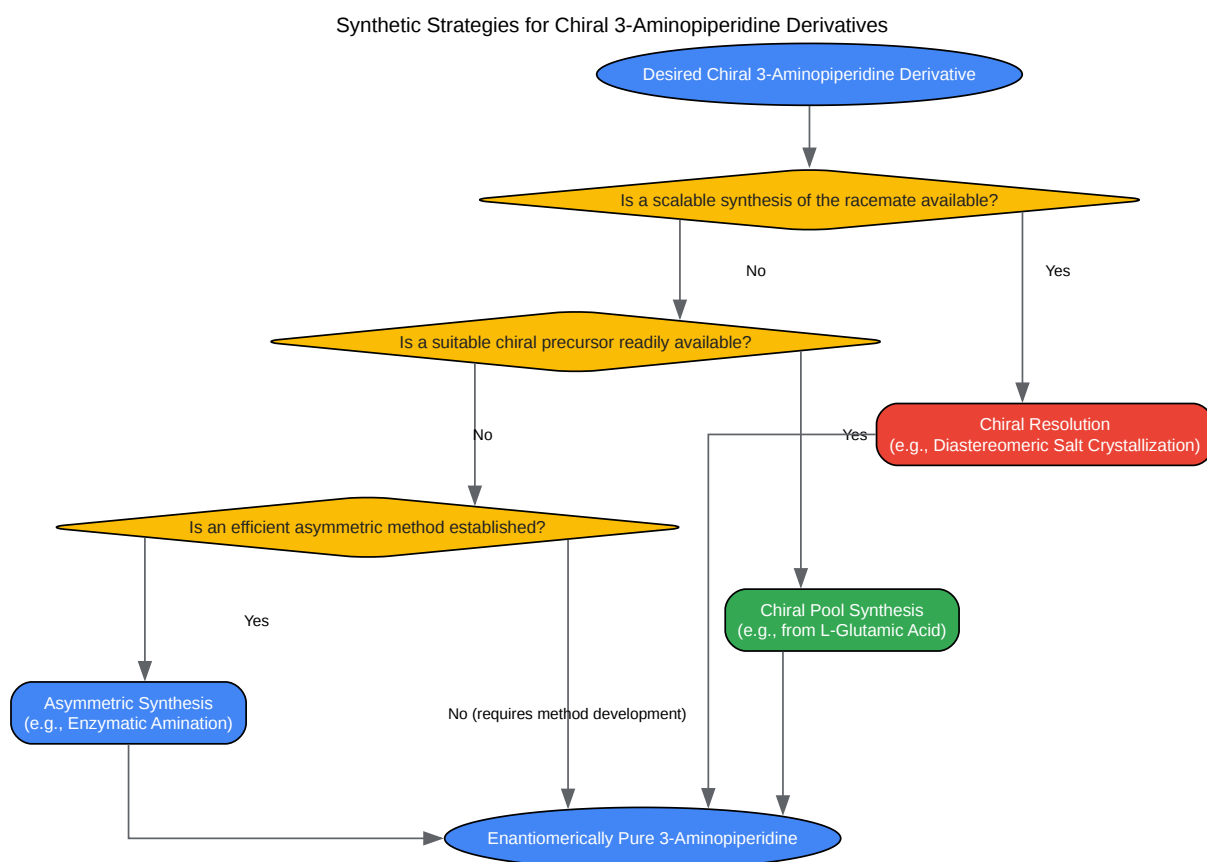 Synthetic Strategies for Chiral 3-Aminopiperidine Derivatives
Desired Chiral 3-Aminopiperidine Derivative
Is a scalable synthesis of the racemate available?
No
Yes
Is a suitable chiral precursor readily available?
No
Yes
Chiral Resolution
(e.g., Diastereomeric Salt Crystallization)
Is an efficient asymmetric method established?
Yes
Chiral Pool Synthesis
(e.g., from L-Glutamic Acid)
Asymmetric Synthesis
(e.g., Enzymatic Amination)
No (requires method development)
Enantiomerically Pure 3-Aminopiperidine